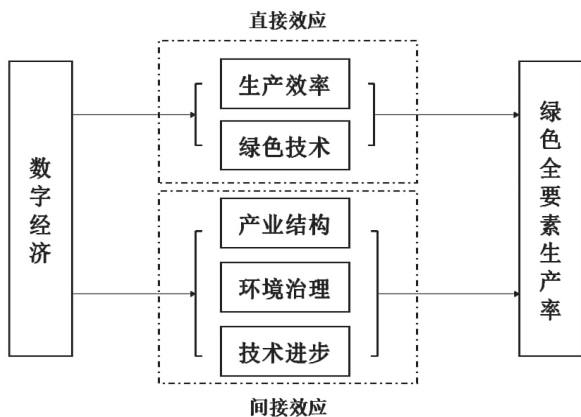 直接效应
数字经济
生产效率
绿色技术
产业结构
环境治理
技术进步
绿色全要素生产率
间接效应